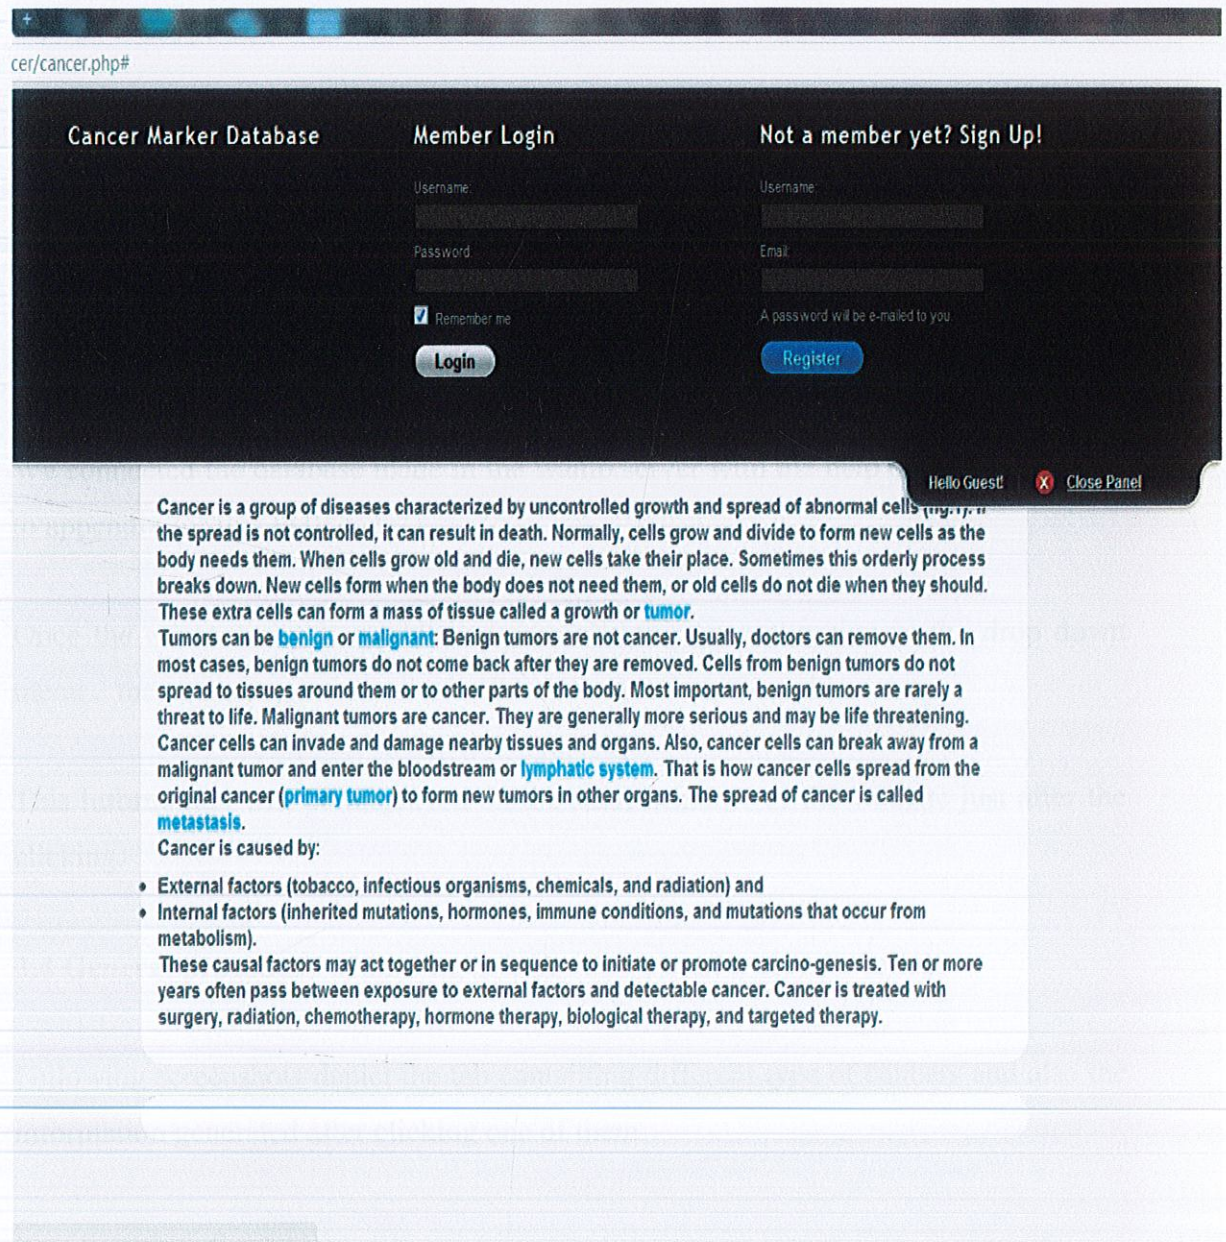 +
cer/cancer.php#
Cancer Marker Database
Member Login
Username:
Password
Remember me
Login
Not a member yet? Sign Up!
Username:
Email:
A password will be e-mailed to you.
Register
Hello Guest!
X Close Panel
Cancer is a group of diseases characterized by uncontrolled growth and spread of abnormal cells
the spread is not controlled, it can result in death. Normally, cells grow and divide to form new cells as the
body needs them. When cells grow old and die, new cells take their place. Sometimes this orderly process
breaks down. New cells form when the body does not need them, or old cells do not die when they should.
These extra cells can form a mass of tissue called a growth or tumor.
Tumors can be benign or malignant: Benign tumors are not cancer. Usually, doctors can remove them. In
most cases, benign tumors do not come back after they are removed. Cells from benign tumors do not
spread to tissues around them or to other parts of the body. Most important, benign tumors are rarely a
threat to life. Malignant tumors are cancer. They are generally more serious and may be life threatening.
Cancer cells can invade and damage nearby tissues and organs. Also, cancer cells can break away from a
malignant tumor and enter the bloodstream or lymphatic system. That is how cancer cells spread from the
original cancer (primary tumor) to form new tumors in other organs. The spread of cancer is called
metastasis.
Cancer is caused by:
• External factors (tobacco, infectious organisms, chemicals, and radiation) and
• Internal factors (inherited mutations, hormones, immune conditions, and mutations that occur from
metabolism).
These causal factors may act together or in sequence to initiate or promote carcino-genesis. Ten or more
years often pass between exposure to external factors and detectable cancer. Cancer is treated with
surgery, radiation, chemotherapy, hormone therapy, biological therapy, and targeted therapy.